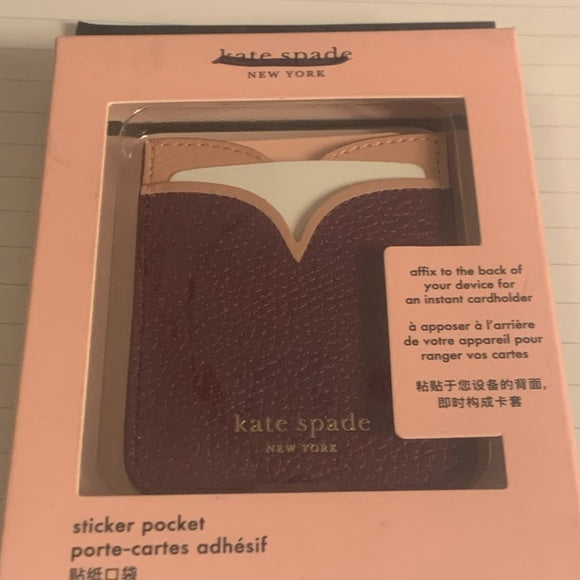 kate spade
NEW YORK
affix to the back of
your device for
an instant cardholder
à apposer à l'arrière
de votre appareil pour
ranger vos cartes
粘贴于您设备的背面，
即时构成卡套
kate spade
NEW YORK
sticker pocket
porte-cartes adhésif
贴纸口袋